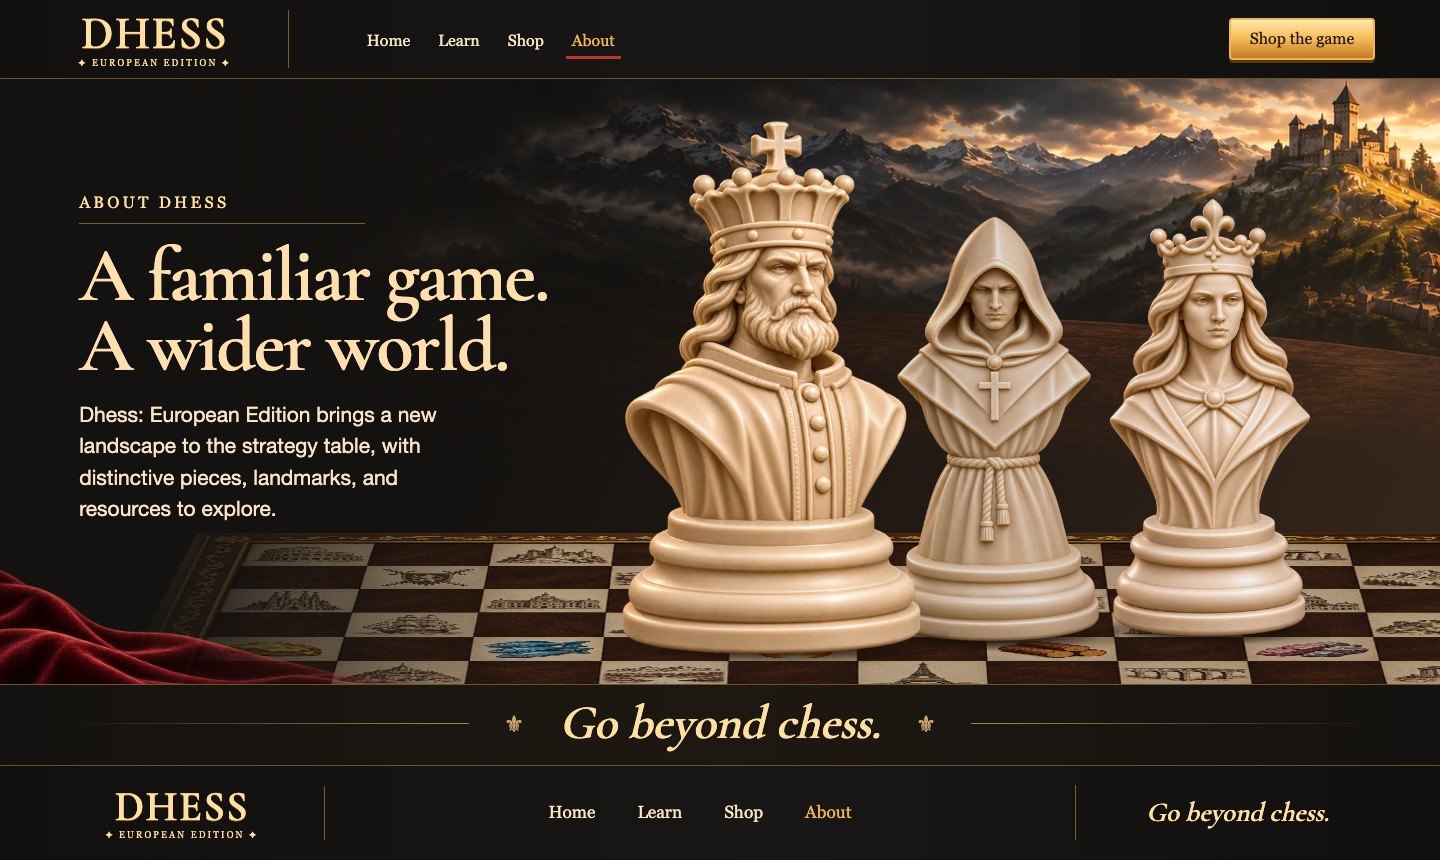 DHESS
EUROPEAN EDITION
Home Learn Shop About
Shop the game
ABOUT DHESS
A familiar game.
A wider world.
Dhess: European Edition brings a new
landscape to the strategy table, with
distinctive pieces, landmarks, and
resources to explore.
Go beyond chess.
DHESS
EUROPEAN EDITION
Home Learn Shop About
Go beyond chess.